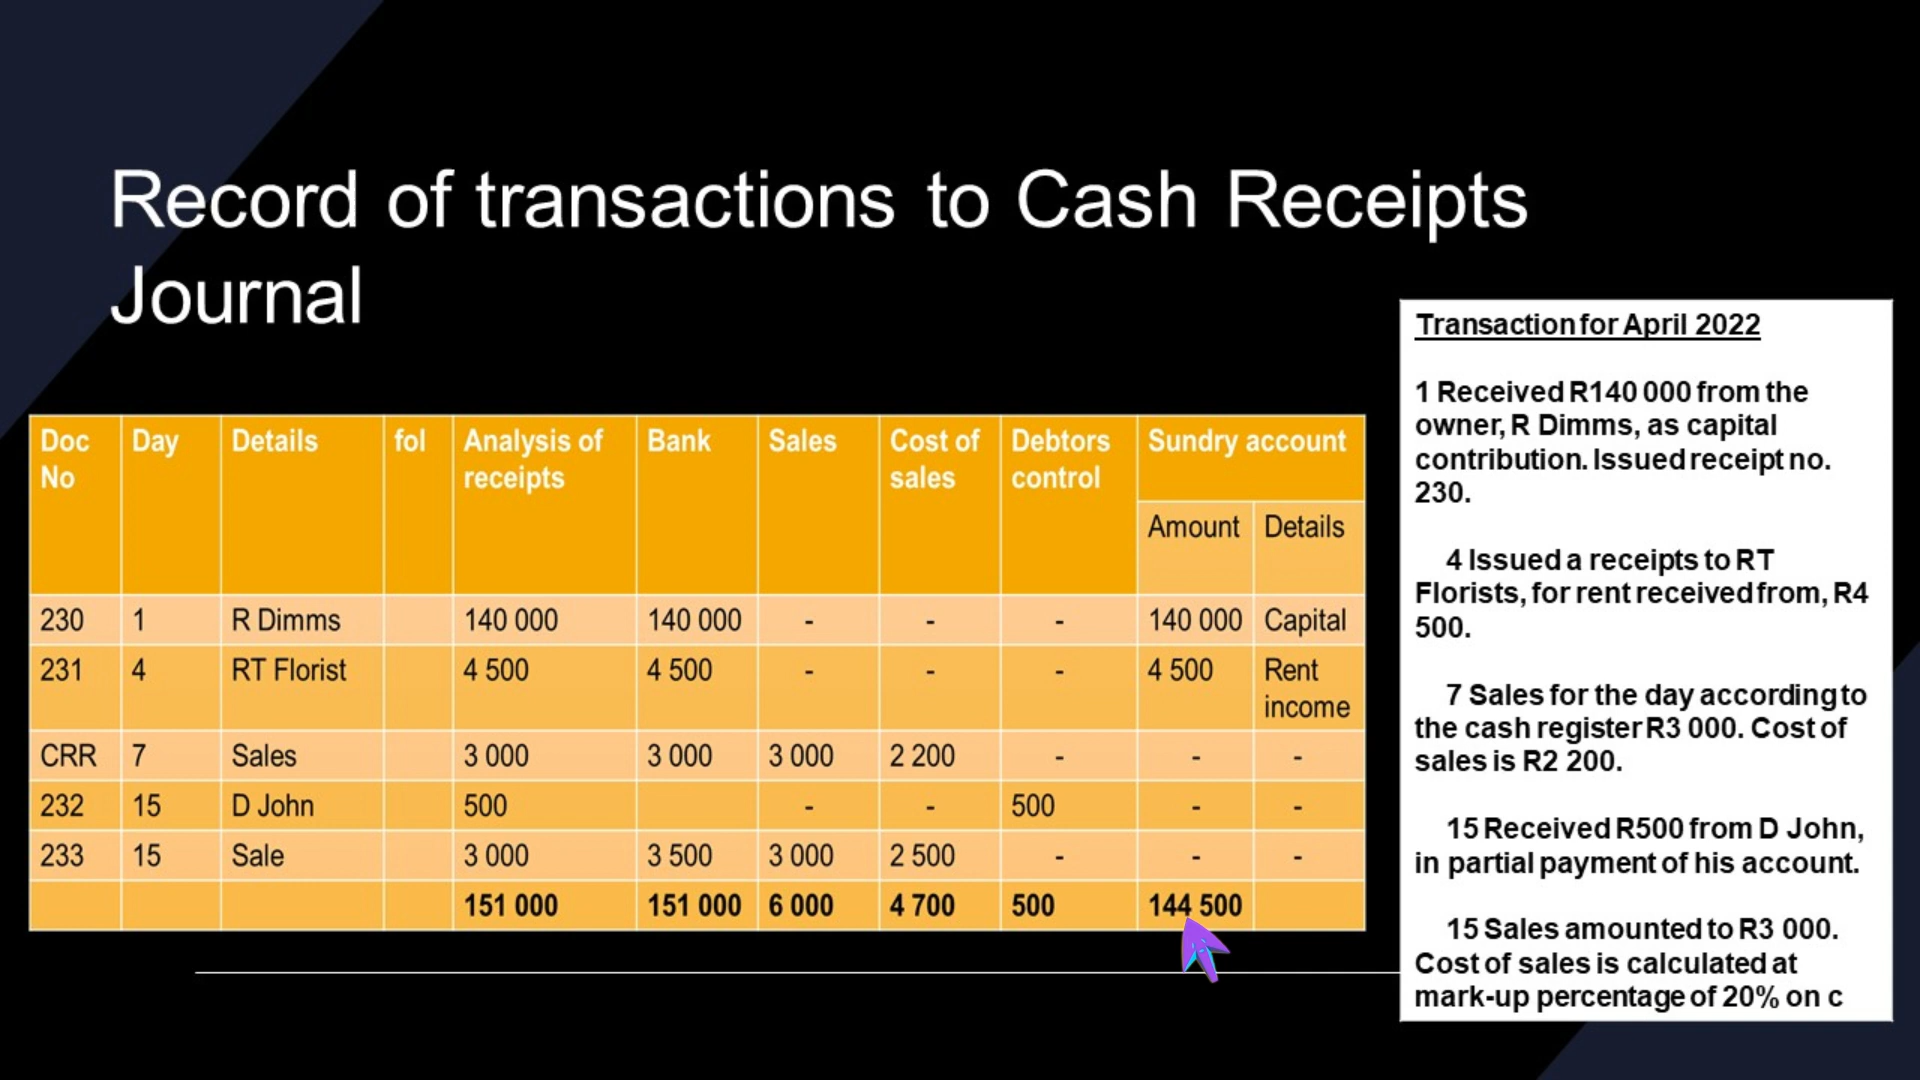 Record of transactions to Cash Receipts
Journal
Doc No Day Details fol Analysis of receipts Bank Sales Cost of sales Debtors control Sundry account
Amount Details
230 1 R Dimms 140 000 140 000 - - - 140 000 Capital
231 4 RT Florist 4 500 4 500 - - - 4 500 Rent income
CRR 7 Sales 3 000 3 000 3 000 2 200 - - -
232 15 D John 500 - - 500 - -
233 15 Sale 3 000 3 500 3 000 2 500 - - -
151 000 151 000 6 000 4 700 500 144 500
Transaction for April 2022
1 Received R140 000 from the
owner, R Dimms, as capital
contribution. Issued receipt no.
230.
4 Issued a receipts to RT
Florists, for rent received from, R4
500.
7 Sales for the day according to
the cash register R3 000. Cost of
sales is R2 200.
15 Received R500 from D John,
in partial payment of his account.
15 Sales amounted to R3 000.
Cost of sales is calculated at
mark-up percentage of 20% on c